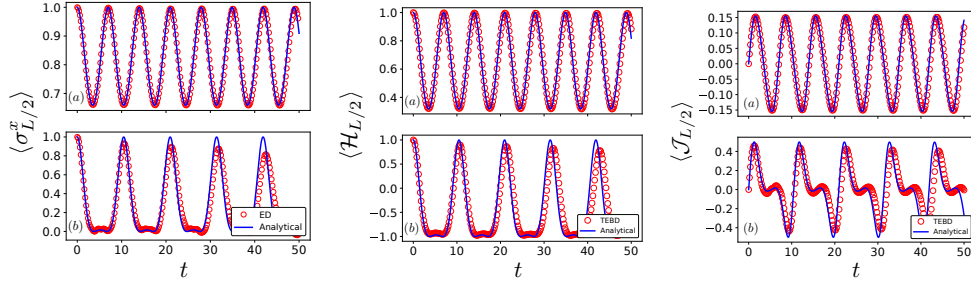 ⟨σ^x_{L/2}⟩
1.0
0.9
0.8
0.7
(a)
1.0
0.8
0.6
0.4
0.2
0.0
(b)
ED
Analytical
0 10 20 30 40 50
t
⟨ℋ_{L/2}⟩
1.0
0.8
0.6
0.4
(a)
1.0
0.5
0.0
−0.5
−1.0
(b)
TEBD
Analytical
0 10 20 30 40 50
t
⟨𝒥_{L/2}⟩
0.15
0.10
0.05
0.00
−0.05
−0.10
−0.15
(a)
0.4
0.2
0.0
−0.2
−0.4
(b)
TEBD
Analytical
0 10 20 30 40 50
t